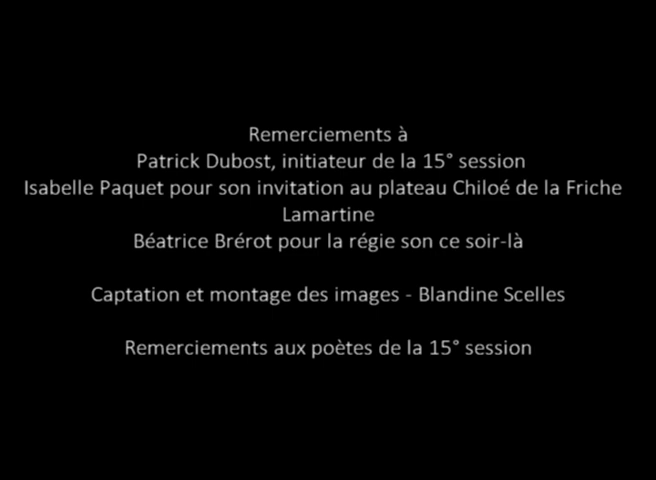 Remerciements à
Patrick Dubost, initiateur de la 15° session
Isabelle Paquet pour son invitation au plateau Chiloé de la Friche
Lamartine
Béatrice Brérot pour la régie son ce soir-là
Captation et montage des images - Blandine Scelles
Remerciements aux poètes de la 15° session